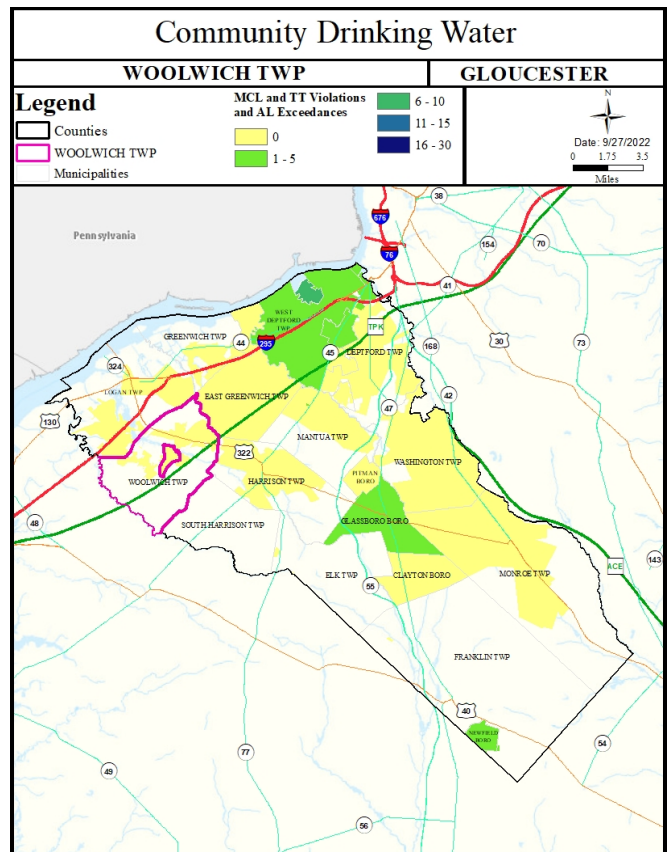 Community Drinking Water
WOOLWICH TWP
GLOUCESTER
Legend
Counties
WOOLWICH TWP
Municipalities
MCL and TT Violations
and AL Exceedances
0
1 - 5
6 - 10
11 - 15
16 - 30
N
Date: 9/27/2022
0 1.75 3.5
Miles
Pennsylvania
38
676
76
154
70
41
WEST
DEPTFORD
TWP
GREENWICH TWP
44
295
TPK
45
DEPTFORD TWP
168
30
73
324
LOGAN TWP
EAST GREENWICH TWP
47
42
130
MANTUA TWP
322
WASHINGTON TWP
WOOLWICH TWP
HARRISON TWP
PITMAN
BORO
48
SOUTH HARRISON TWP
GLASSBORO BORO
143
ACE
ELK TWP
55
CLAYTON BORO
MONROE TWP
FRANKLIN TWP
40
NEWFIELD
BORO
54
77
49
56